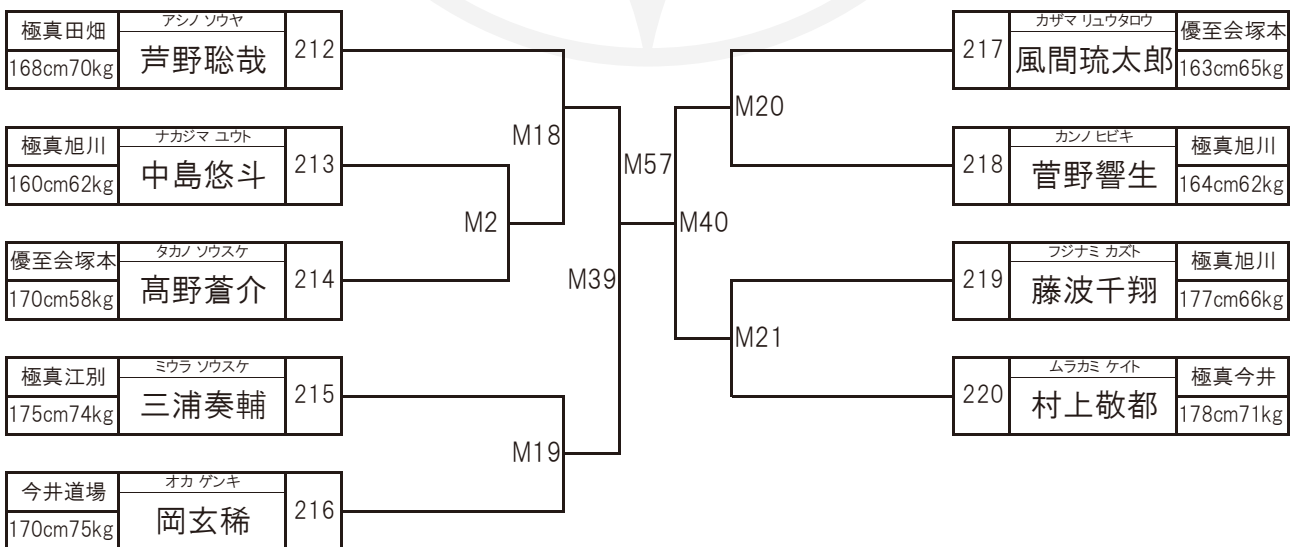 極真田畑
168cm70kg
アシノ ソウヤ
芦野聡哉
212
極真旭川
160cm62kg
ナカジマ ユウト
中島悠斗
213
優至会塚本
170cm58kg
タカノ ソウスケ
髙野蒼介
214
極真江別
175cm74kg
ミウラ ソウスケ
三浦奏輔
215
今井道場
170cm75kg
オカ ゲンキ
岡玄稀
216
M18
M2
M39
M19
M57
M40
M20
M21
217
カザマ リュウタロウ
風間琉太郎
優至会塚本
163cm65kg
218
カンノ ヒビキ
菅野響生
極真旭川
164cm62kg
219
フジナミ カズト
藤波千翔
極真旭川
177cm66kg
220
ムラカミ ケイト
村上敬都
極真今井
178cm71kg